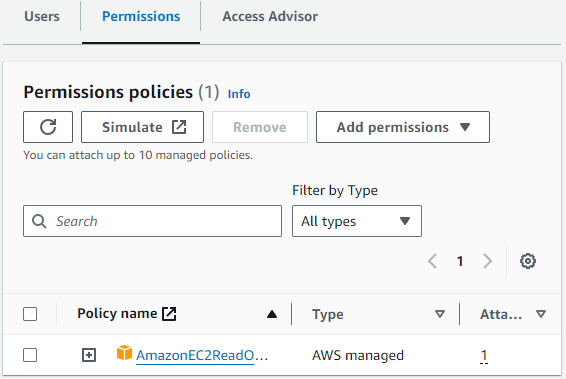 Users Permissions Access Advisor
Permissions policies (1) Info
Simulate Remove Add permissions
You can attach up to 10 managed policies.
Filter by Type
Search All types
1
Policy name Type Atta...
AmazonEC2ReadO... AWS managed 1